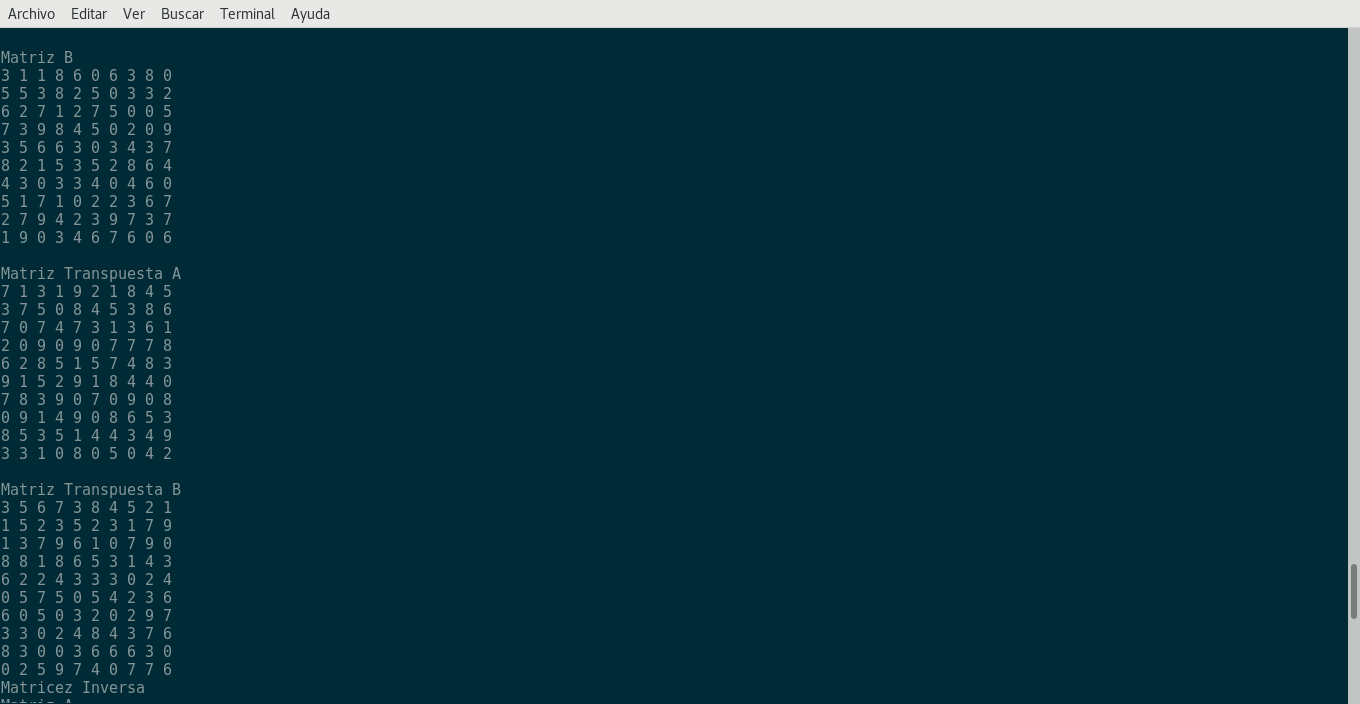 Archivo Editar Ver Buscar Terminal Ayuda
Matriz B
3 1 1 8 6 0 6 3 8 0
5 5 3 8 2 5 0 3 3 2
6 2 7 1 2 7 5 0 0 5
7 3 9 8 4 5 0 2 0 9
3 5 6 6 3 0 3 4 3 7
8 2 1 5 3 5 2 8 6 4
4 3 0 3 3 4 0 4 6 0
5 1 7 1 0 2 2 3 6 7
2 7 9 4 2 3 9 7 3 7
1 9 0 3 4 6 7 6 0 6
Matriz Transpuesta A
7 1 3 1 9 2 1 8 4 5
3 7 5 0 8 4 5 3 8 6
7 0 7 4 7 3 1 3 6 1
2 0 9 0 9 0 7 7 7 8
6 2 8 5 1 5 7 4 8 3
9 1 5 2 9 1 8 4 4 0
7 8 3 9 0 7 0 9 0 8
0 9 1 4 9 0 8 6 5 3
8 5 3 5 1 4 4 3 4 9
3 3 1 0 8 0 5 0 4 2
Matriz Transpuesta B
3 5 6 7 3 8 4 5 2 1
1 5 2 3 5 2 3 1 7 9
1 3 7 9 6 1 0 7 9 0
8 8 1 8 6 5 3 1 4 3
6 2 2 4 3 3 3 0 2 4
0 5 7 5 0 5 4 2 3 6
6 0 5 0 3 2 0 2 9 7
3 3 0 2 4 8 4 3 7 6
8 3 0 0 3 6 6 6 3 0
0 2 5 9 7 4 0 7 7 6
Matricez Inversa
Matriz A